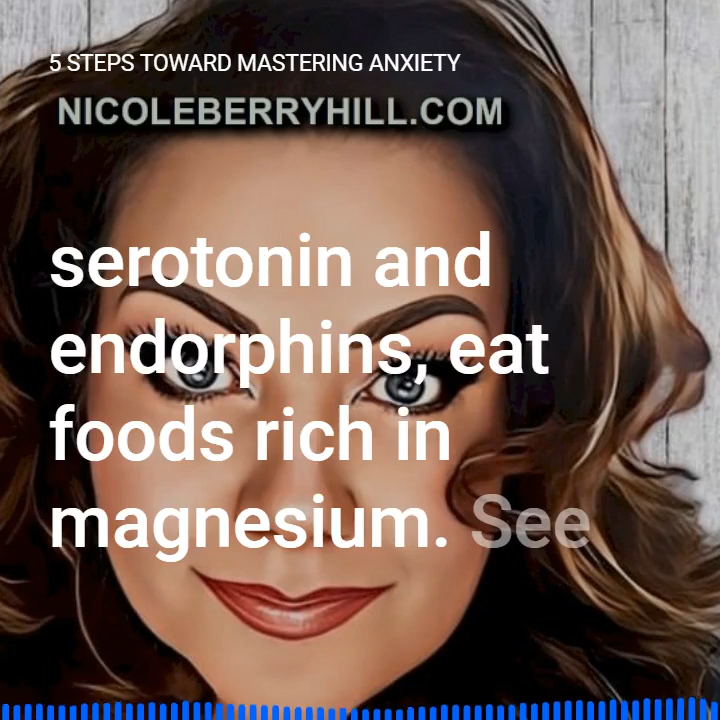 5 STEPS TOWARD MASTERING ANXIETY
NICOLEBERRYHILL.COM
serotonin and
endorphins, eat
foods rich in
magnesium. See